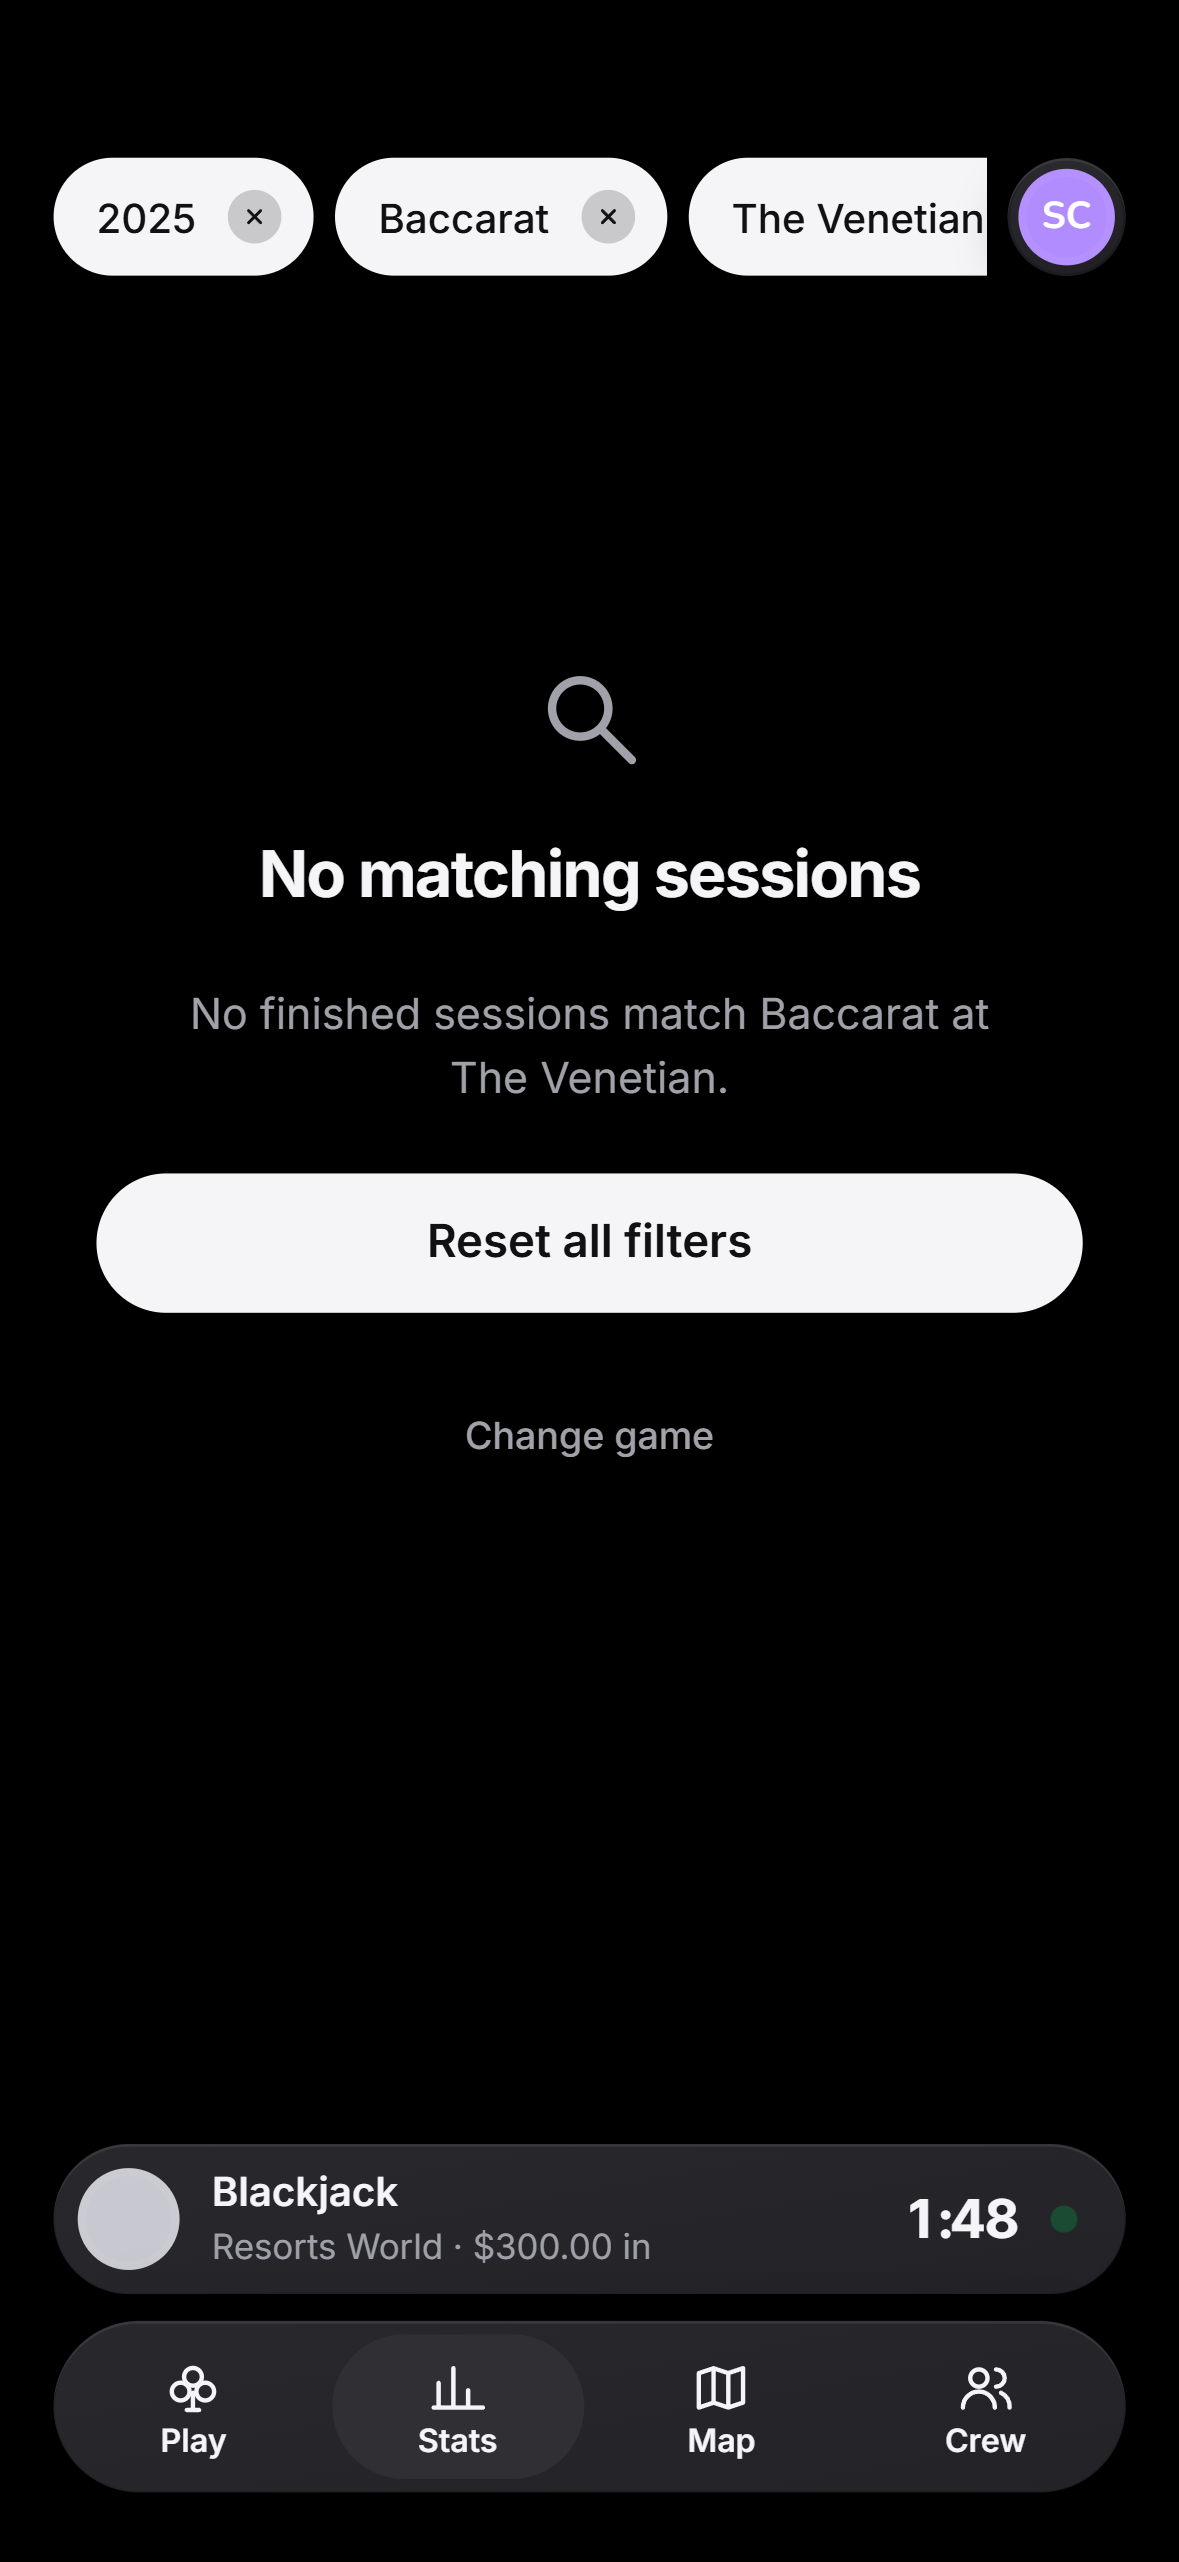 2025
Baccarat
The Venetian
SC
No matching sessions
No finished sessions match Baccarat at
The Venetian.
Reset all filters
Change game
Blackjack
Resorts World · $300.00 in
1:48
Play
Stats
Map
Crew